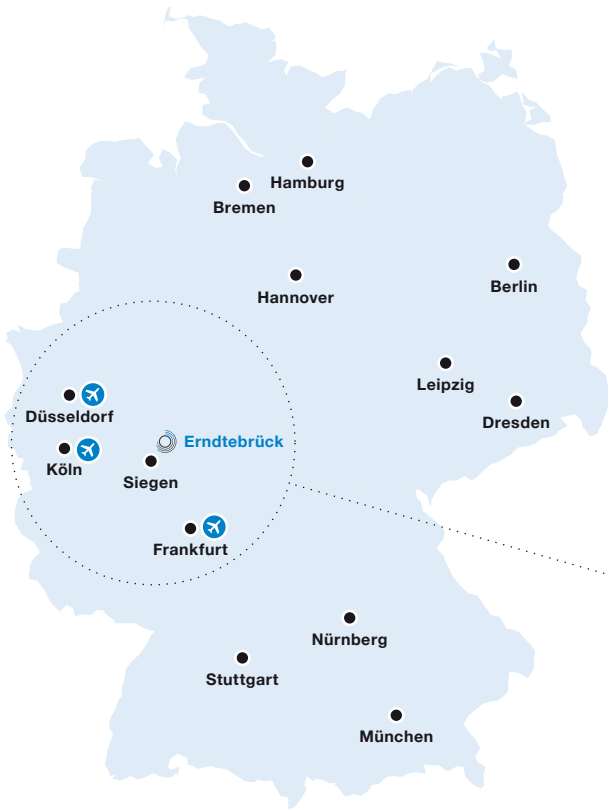 Hamburg
Bremen
Berlin
Hannover
Leipzig
Düsseldorf
Dresden
Erndtebrück
Köln
Siegen
Frankfurt
Nürnberg
Stuttgart
München